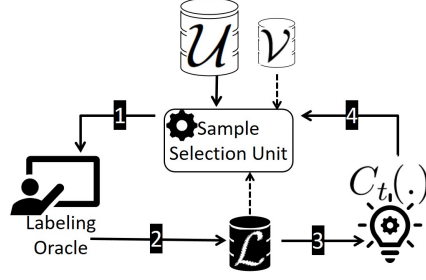 U
V
1
4
Sample
Selection Unit
C_t(.)
Labeling
Oracle
2
L
3